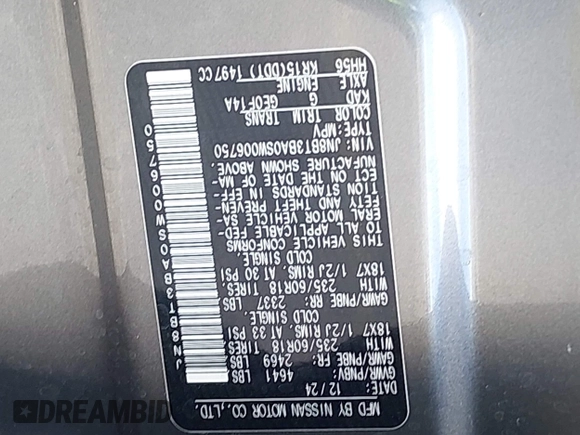 MFD BY NISSAN MOTOR CO.,LTD.
DATE: 12/24
GVWR/PNBV: 4641 LBS
GAWR/PNBE FR: 2469 LBS
WITH 235/60R18 TIRES,
18X7 1/2J RIMS, AT 33 PSI
COLD SINGLE.
GAWR/PNBE RR: 2337 LBS.
WITH 235/60R18 TIRES,
18X7 1/2J RIMS, AT 30 PSI
COLD SINGLE.
THIS VEHICLE CONFORMS
TO ALL APPLICABLE FED-
ERAL MOTOR VEHICLE SA-
FETY AND THEFT PREVEN-
TION STANDARDS IN EFF-
ECT ON THE DATE OF MA-
NUFACTURE SHOWN ABOVE.
VIN: JN8BT3BA0SW006750
TYPE:MPV
COLOR TRIM TRANS
KAD G GE0F14A
AXLE ENGINE
HH56 KR15(DDT) 1497CC
JN8BT3BA0SW006750
DREAMBID